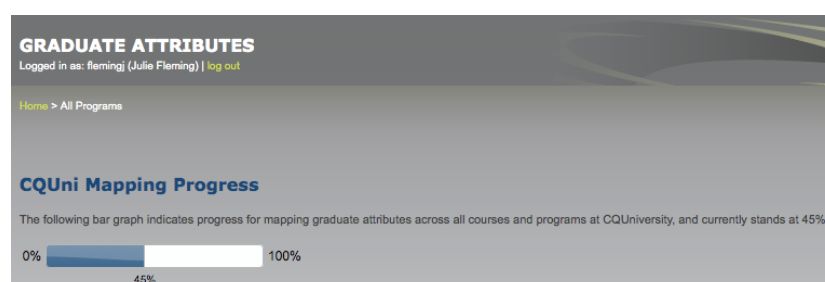 GRADUATE ATTRIBUTES
Logged in as: flemingj (Julie Fleming) | log out
Home > All Programs
CQUni Mapping Progress
The following bar graph indicates progress for mapping graduate attributes across all courses and programs at CQUniversity, and currently stands at 45%
0% 100%
45%